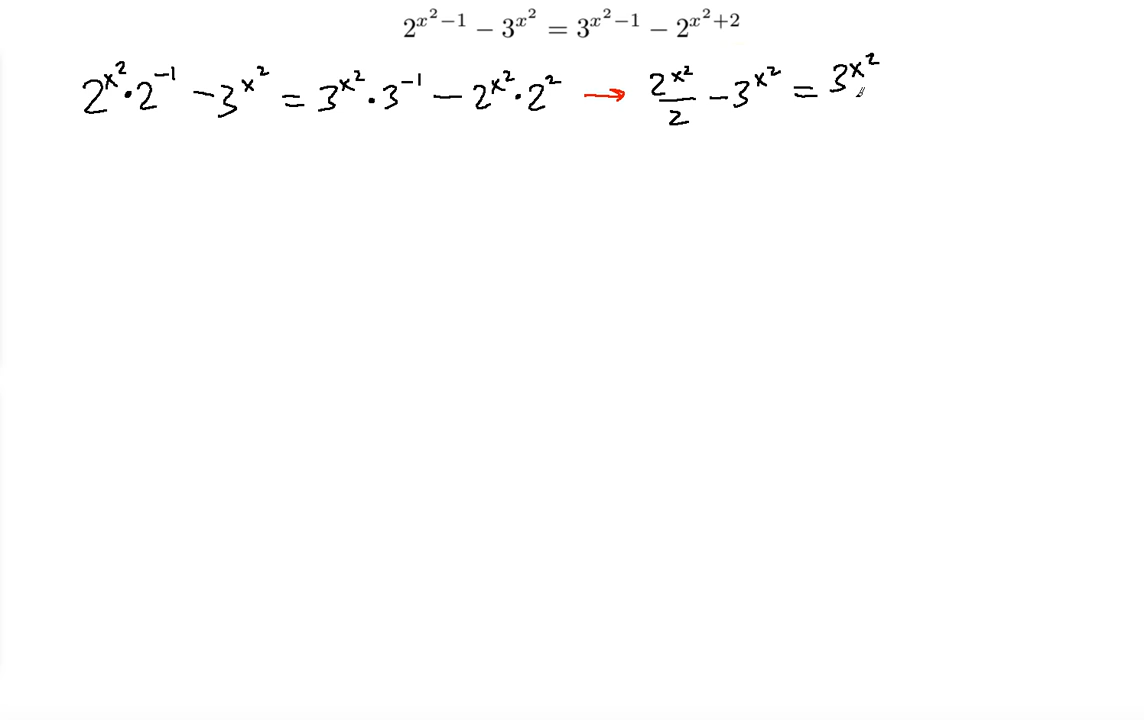 2^{x^2-1} − 3^{x^2} = 3^{x^2-1} − 2^{x^2+2}
2^{x^2}·2^{-1} − 3^{x^2} = 3^{x^2}·3^{-1} − 2^{x^2}·2^2 → \frac{2^{x^2}}{2} − 3^{x^2} = 3^{x^2}